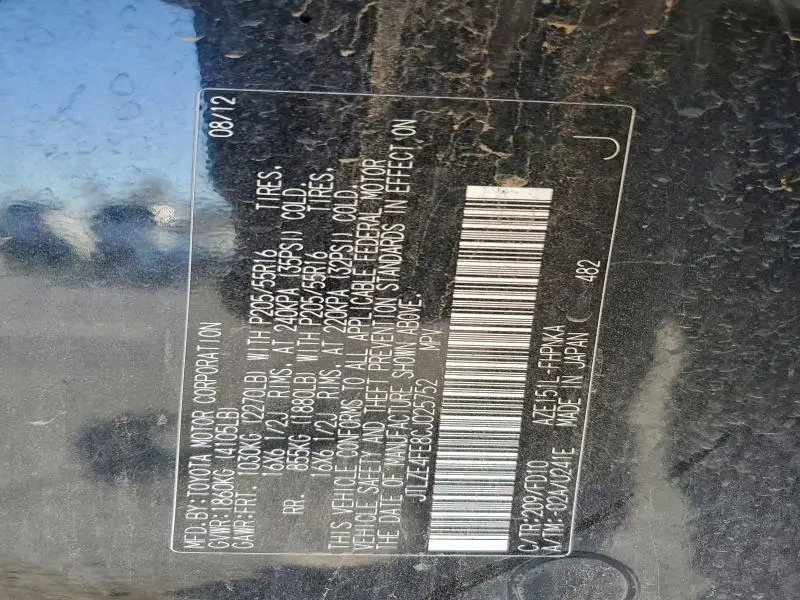 MFD.BY:TOYOTA MOTOR CORPORATION 08/12
GVWR:1860KG (4105LB)
GAWR:FRT. 1030KG (2270LB) WITH P205/55R16 TIRES,
16X6 1/2J RIMS, AT 240KPA (35PSI) COLD.
RR. 855KG (1880LB) WITH P205/55R16 TIRES,
16X6 1/2J RIMS, AT 220KPA (32PSI) COLD.
THIS VEHICLE CONFORMS TO ALL APPLICABLE FEDERAL MOTOR
VEHICLE SAFETY AND THEFT PREVENTION STANDARDS IN EFFECT ON
THE DATE OF MANUFACTURE SHOWN ABOVE.
JTLZE4FE8CJ025752 MPV
C/TR:209/FD10 AZE151L-FHPNKA
A/TM:-02A/U241E MADE IN JAPAN 482
J